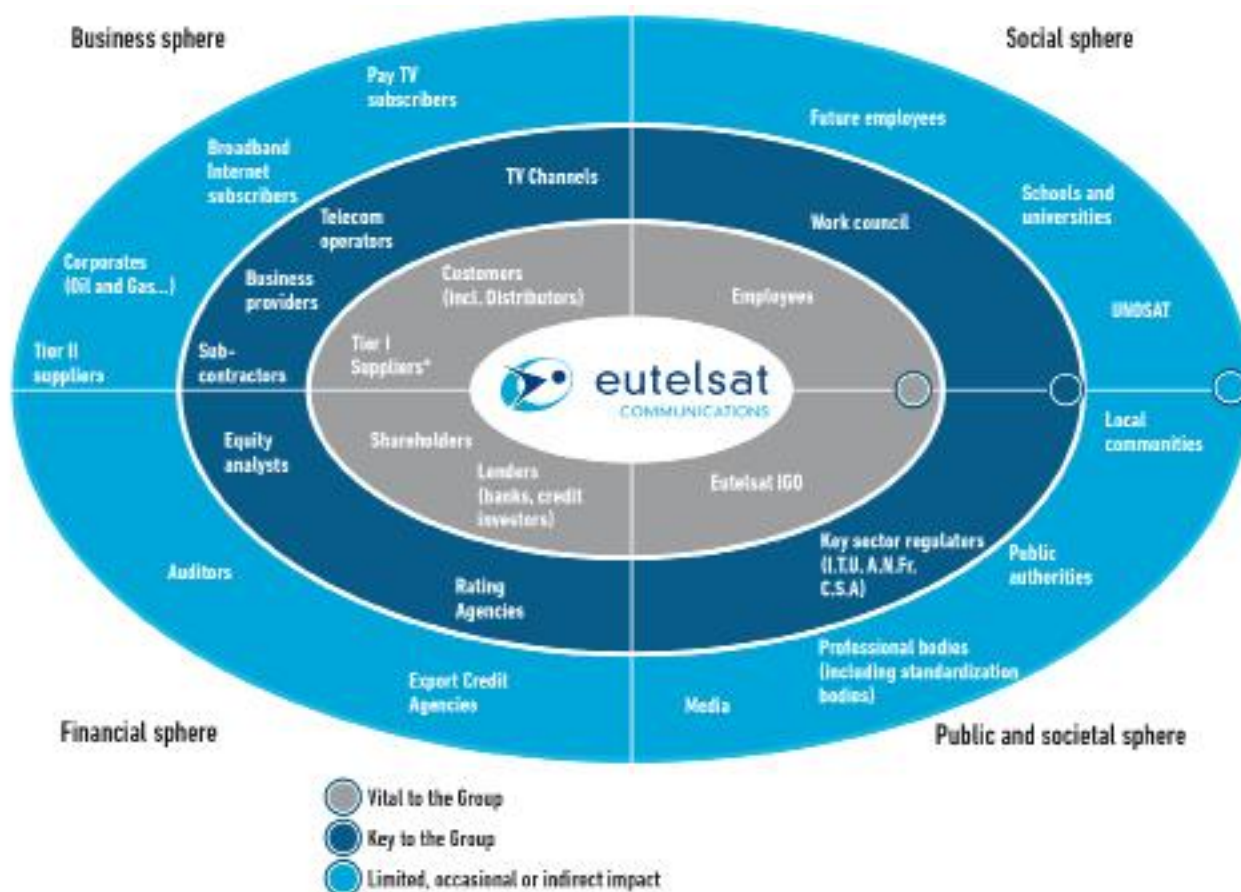 Business sphere
Social sphere
Pay TV
subscribers
Future employees
Broadband
Internet
subscribers
TV Channels
Schools and
universities
Telecom
operators
Work council
Corporates
(Oil and Gas...)
Business
providers
Customers
(incl. Distributors)
Employees
UNOSAT
Tier II
suppliers
Sub-
contractors
Tier I
Suppliers*
eutelsat
COMMUNICATIONS
Local
communities
Equity
analysts
Shareholders
Lenders
(banks, credit
investors)
Eutelsat IGO
Key sector regulators
(I.T.U, A.N.Fr,
C.S.A)
Public
authorities
Auditors
Rating
Agencies
Professional bodies
(including standardization
bodies)
Export Credit
Agencies
Media
Financial sphere
Public and societal sphere
Vital to the Group
Key to the Group
Limited, occasional or indirect impact